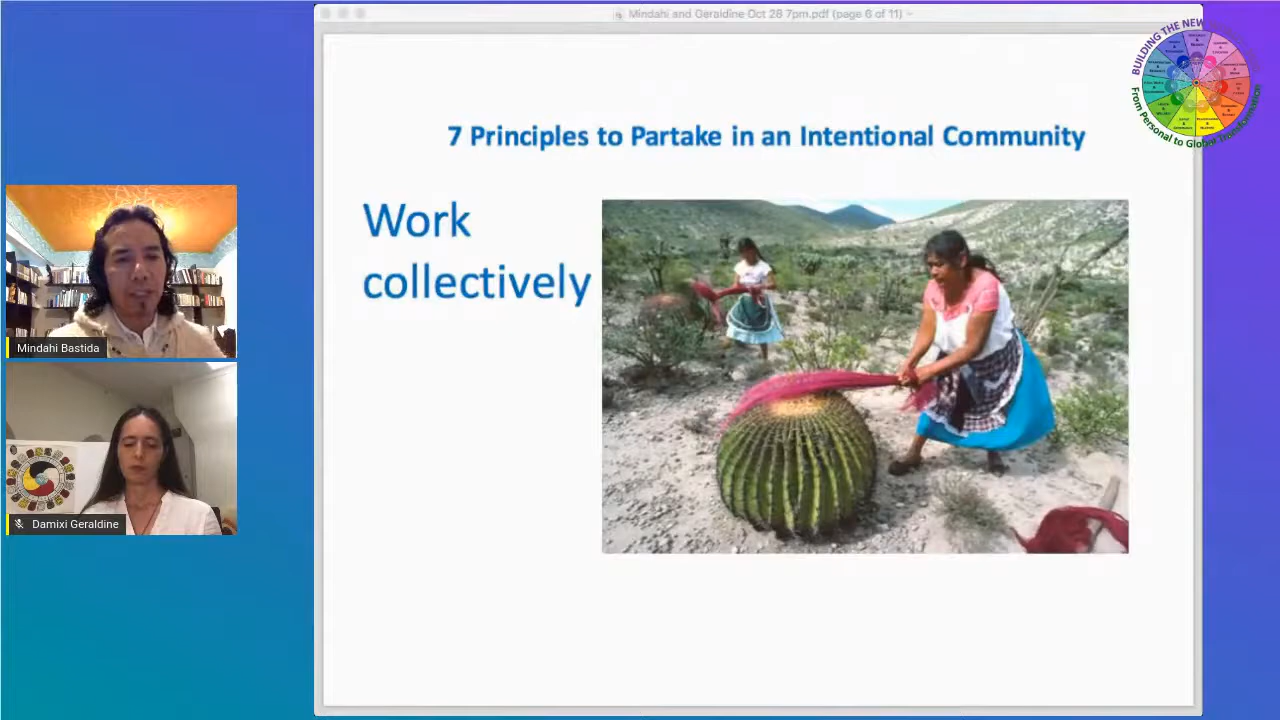 Mindahi and Geraldine Oct 28 7pm.pdf (page 6 of 11)
BUILDING THE NEW
From Personal to Global Transformation
7 Principles to Partake in an Intentional Community
Work
collectively
Mindahi Bastida
Damixi Geraldine